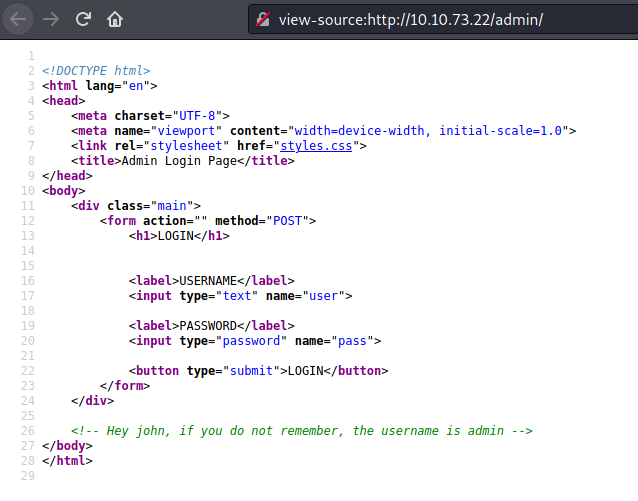 view-source:http://10.10.73.22/admin/
1
2 <!DOCTYPE html>
3 <html lang="en">
4 <head>
5 <meta charset="UTF-8">
6 <meta name="viewport" content="width=device-width, initial-scale=1.0">
7 <link rel="stylesheet" href="styles.css">
8 <title>Admin Login Page</title>
9 </head>
10 <body>
11 <div class="main">
12 <form action="" method="POST">
13 <h1>LOGIN</h1>
14
15
16 <label>USERNAME</label>
17 <input type="text" name="user">
18
19 <label>PASSWORD</label>
20 <input type="password" name="pass">
21
22 <button type="submit">LOGIN</button>
23 </form>
24 </div>
25
26 <!-- Hey john, if you do not remember, the username is admin -->
27 </body>
28 </html>
29